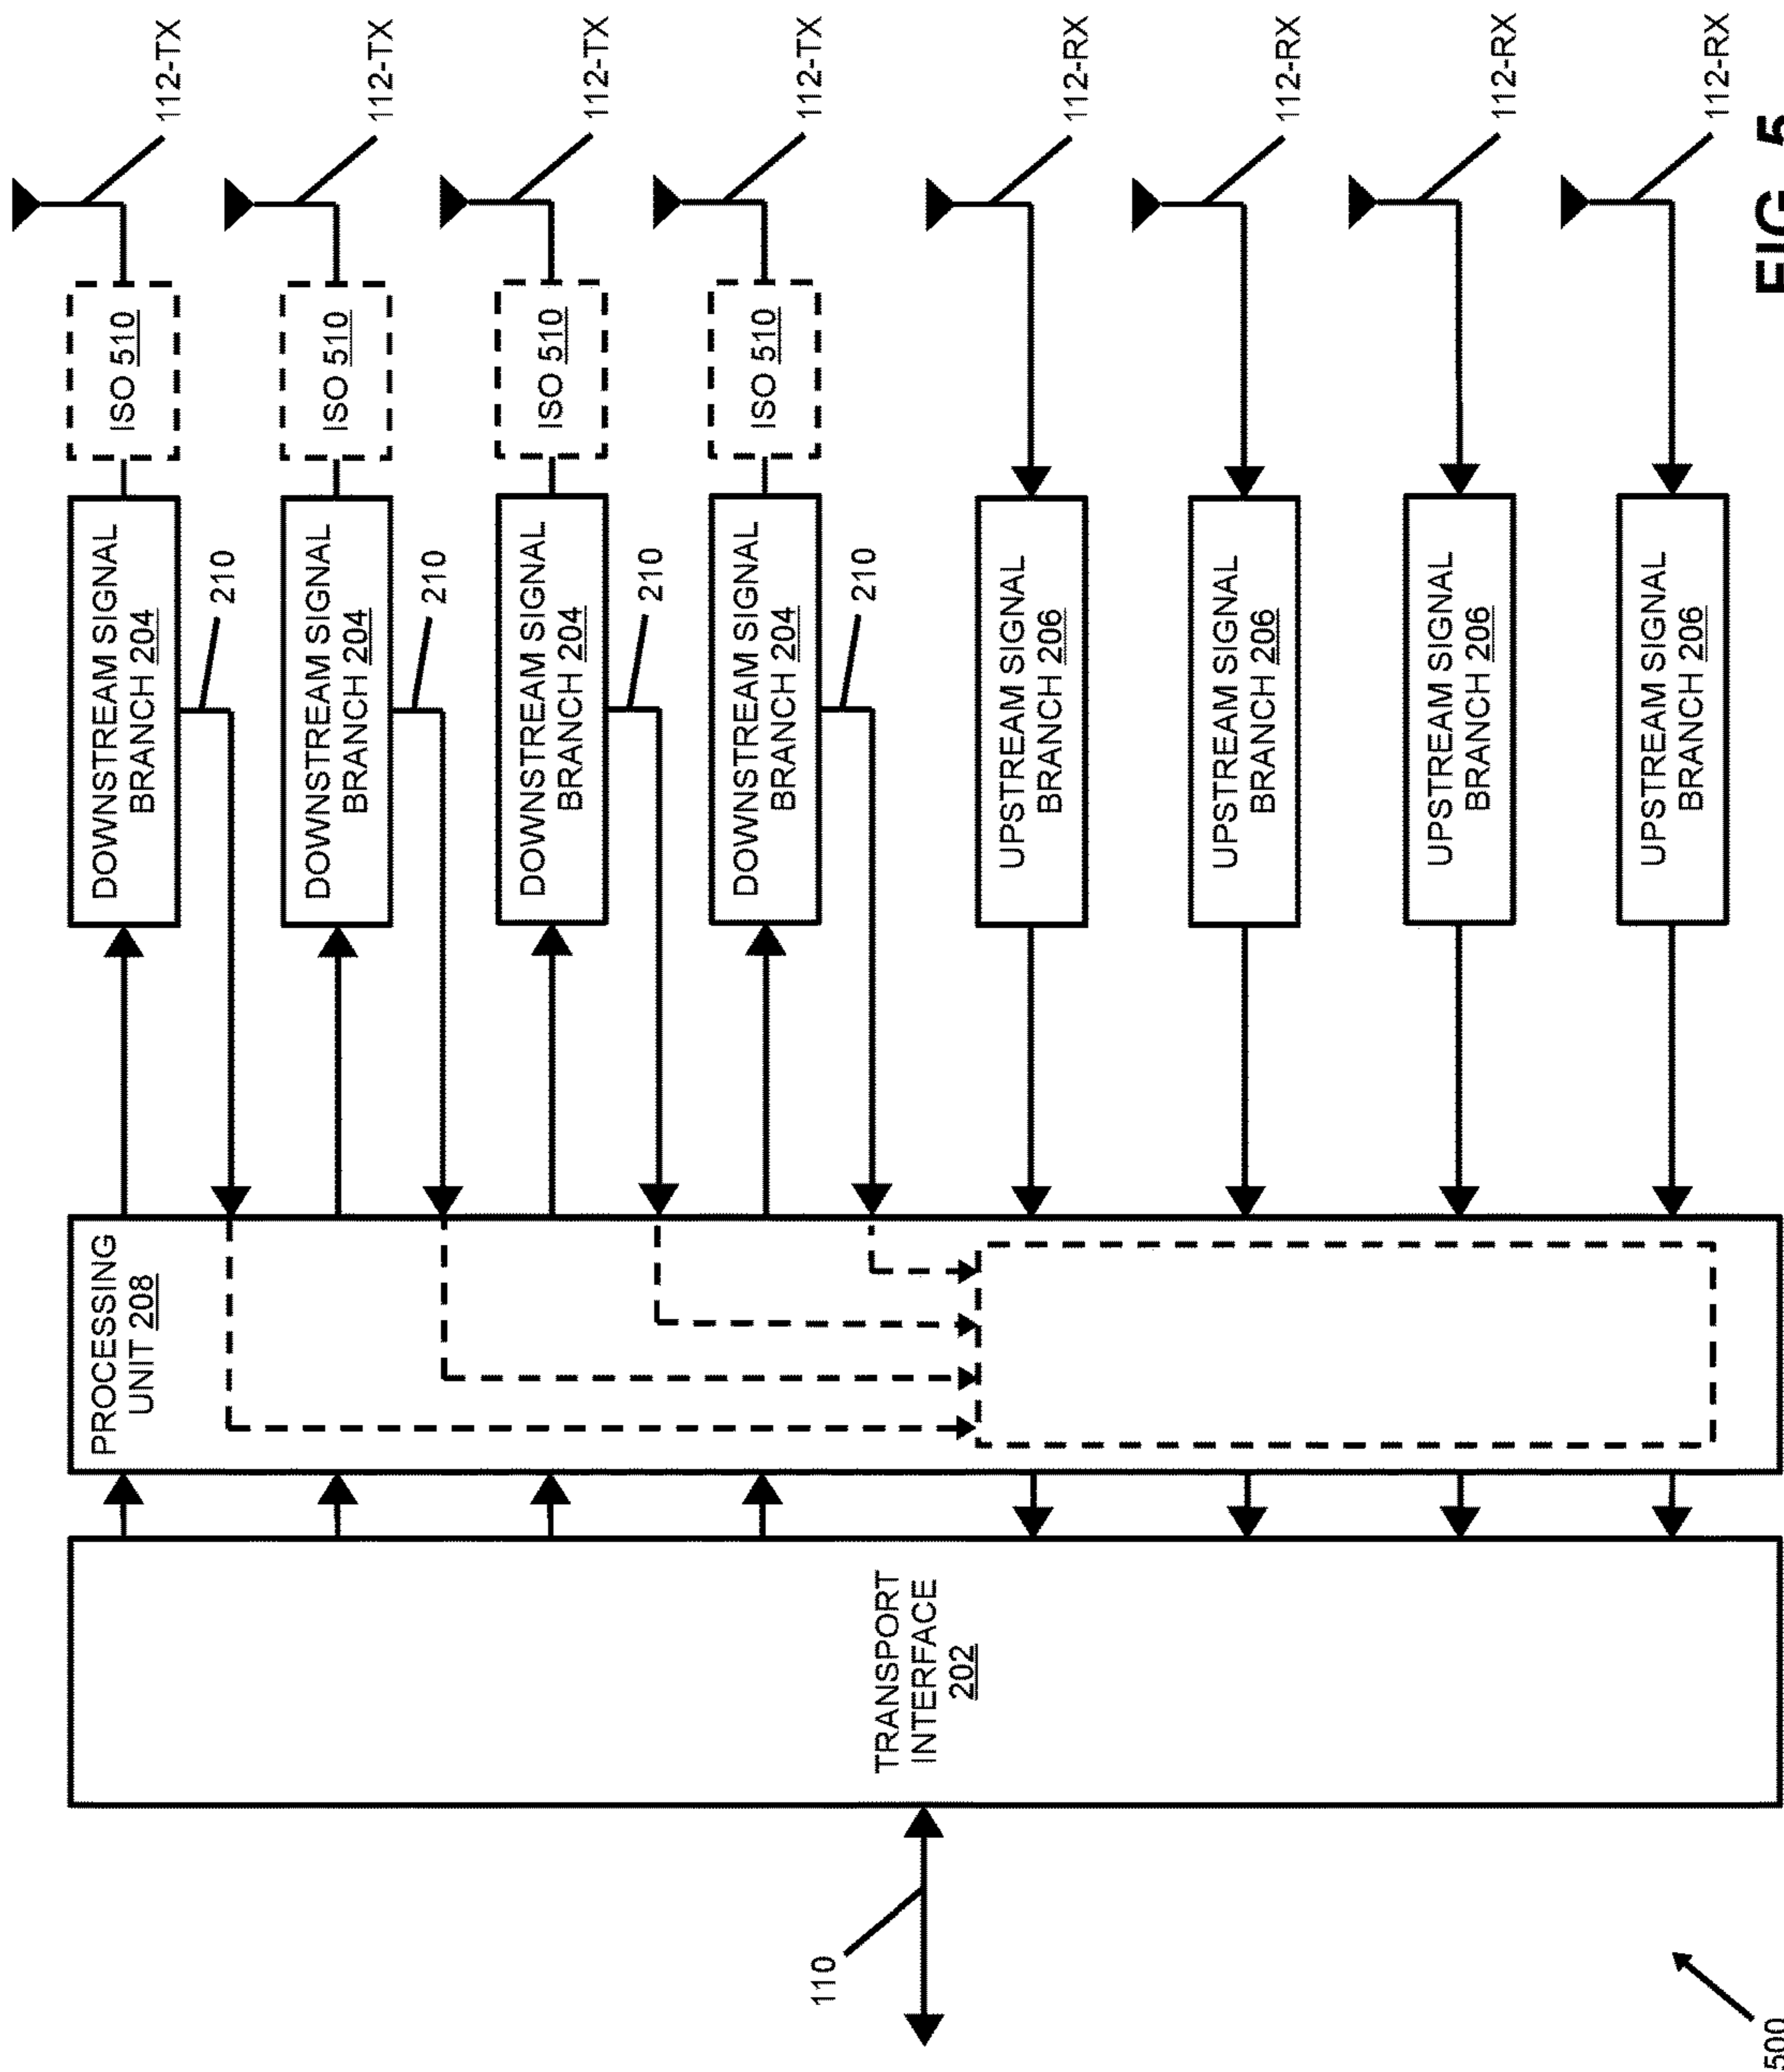 112-TX
112-TX
112-TX
112-TX
112-RX
112-RX
112-RX
112-RX
ISO 510
ISO 510
ISO 510
ISO 510
DOWNSTREAM SIGNAL
BRANCH 204
210
DOWNSTREAM SIGNAL
BRANCH 204
210
DOWNSTREAM SIGNAL
BRANCH 204
210
DOWNSTREAM SIGNAL
BRANCH 204
210
UPSTREAM SIGNAL
BRANCH 206
UPSTREAM SIGNAL
BRANCH 206
UPSTREAM SIGNAL
BRANCH 206
UPSTREAM SIGNAL
BRANCH 206
PROCESSING
UNIT 208
TRANSPORT
INTERFACE
202
110
500
FIG. 5